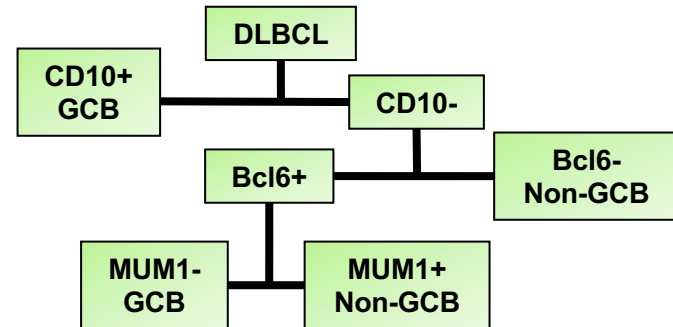 DLBCL
CD10+
GCB
CD10-
Bcl6+
Bcl6-
Non-GCB
MUM1-
GCB
MUM1+
Non-GCB